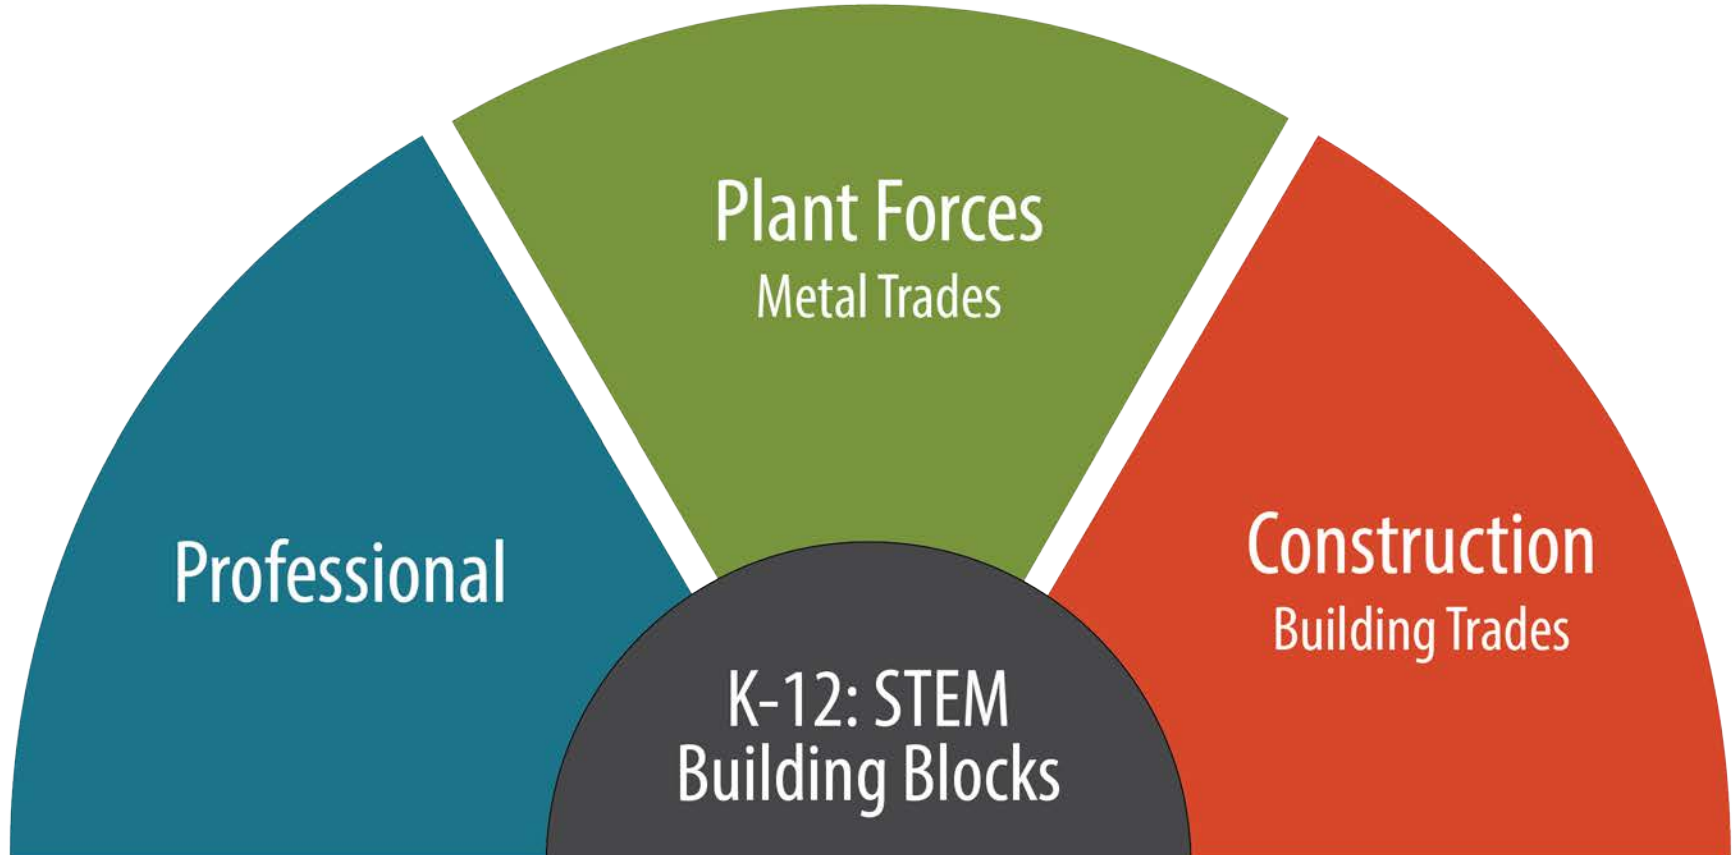 Plant Forces
Metal Trades
Professional
Construction
Building Trades
K-12: STEM
Building Blocks